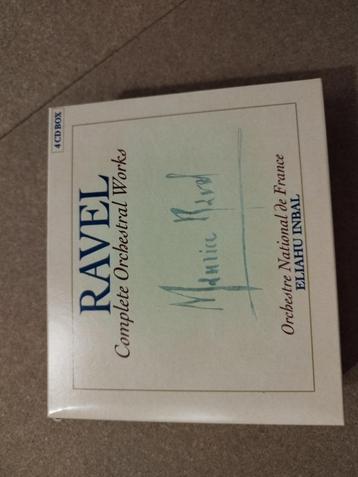 4 CD BOX
RAVEL
Complete Orchestral Works
Maurice Ravel
Orchestre National de France
ELIAHU INBAL